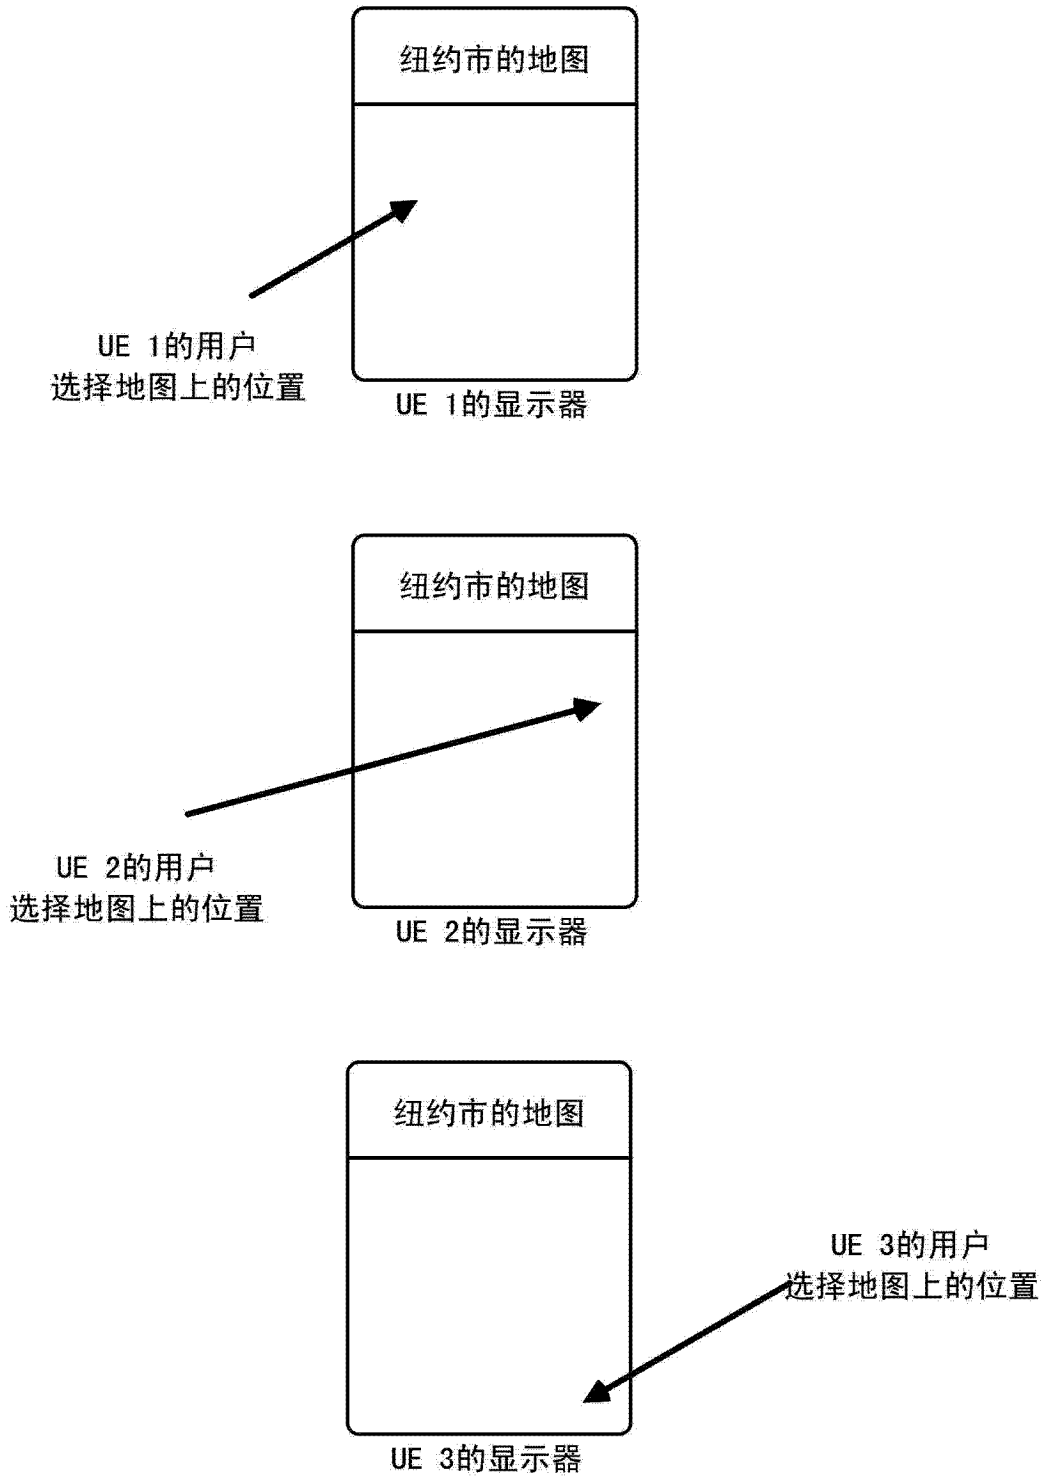 纽约市的地图
UE 1的用户
选择地图上的位置
UE 1的显示器
纽约市的地图
UE 2的用户
选择地图上的位置
UE 2的显示器
纽约市的地图
UE 3的用户
选择地图上的位置
UE 3的显示器